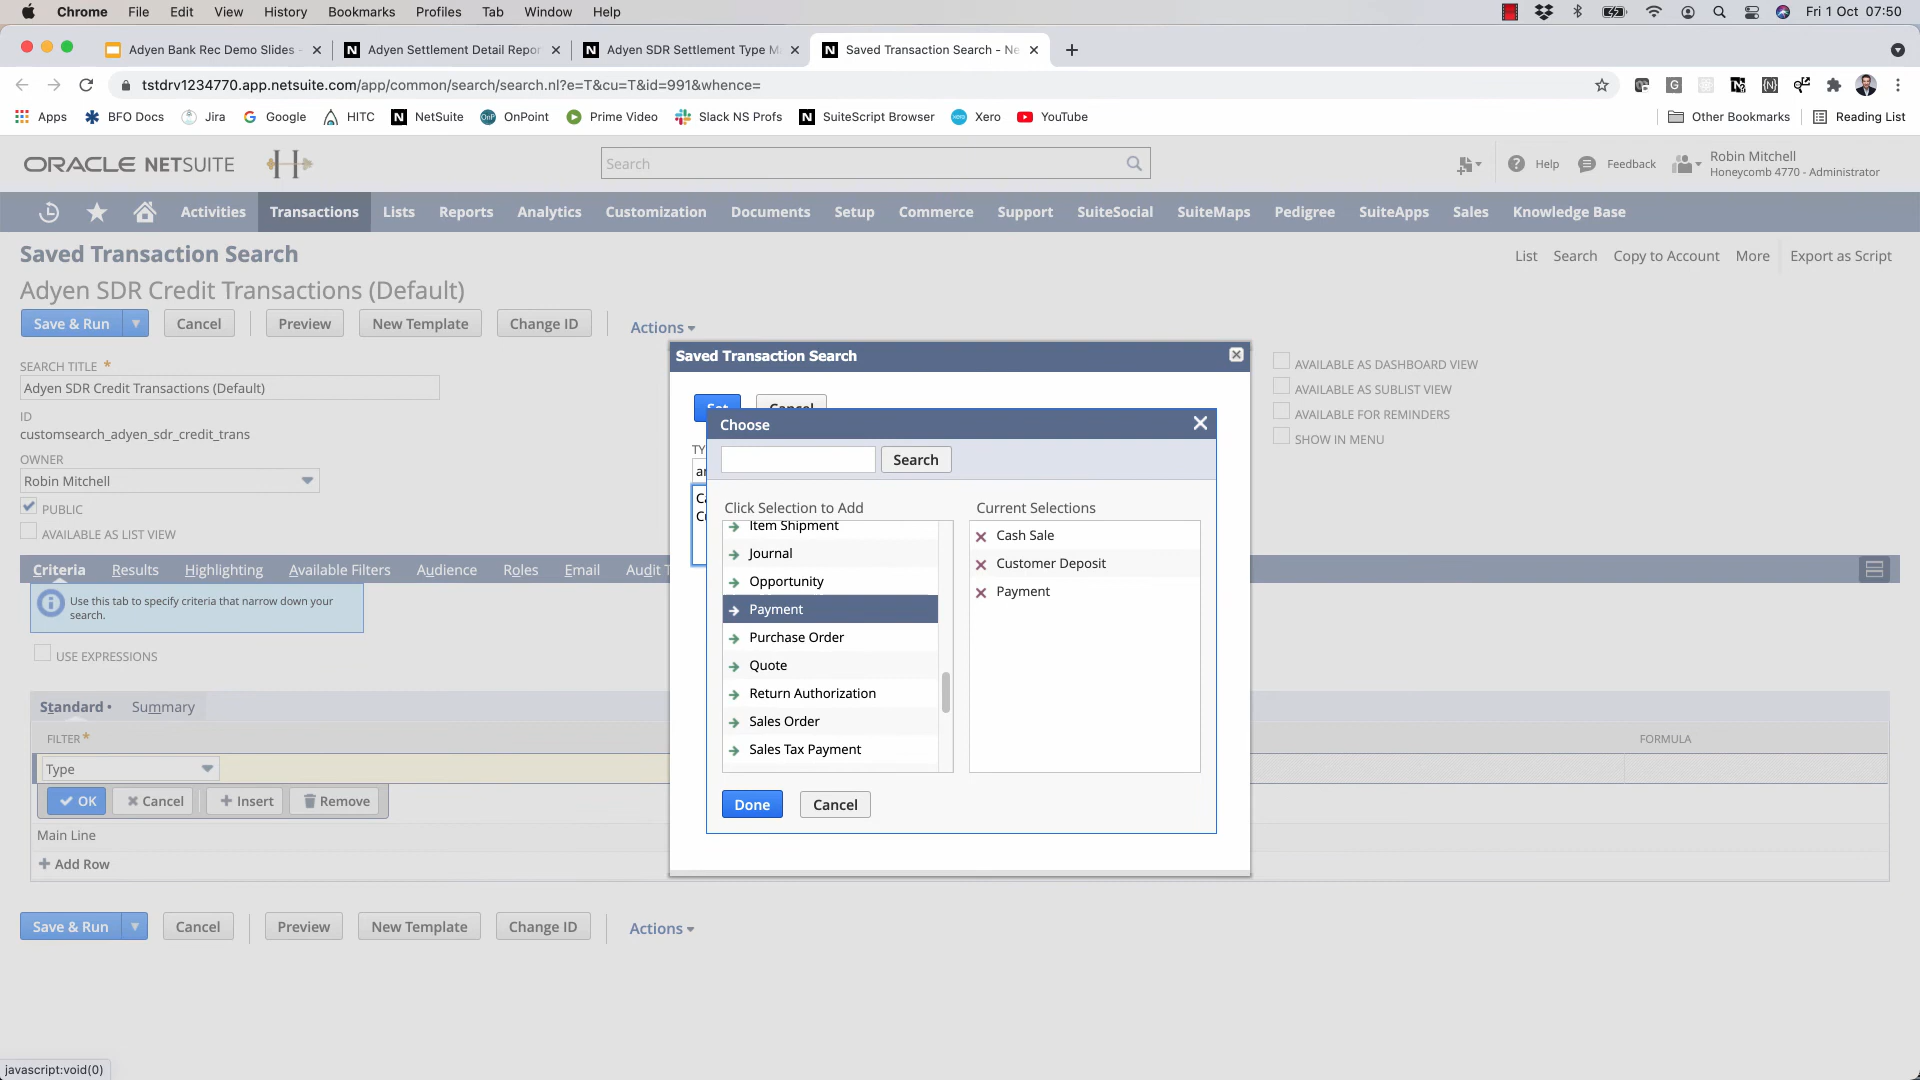 Chrome File Edit View History Bookmarks Profiles Tab Window Help Fri 1 Oct 07:50
Adyen Bank Rec Demo Slides - Adyen Settlement Detail Repor Adyen SDR Settlement Type M Saved Transaction Search - Ne
tstdrv1234770.app.netsuite.com/app/common/search/search.nl?e=T&cu=T&id=991&whence=
Apps BFO Docs Jira Google HITC NetSuite OnPoint Prime Video Slack NS Profs SuiteScript Browser Xero YouTube Other Bookmarks Reading List
ORACLE NETSUITE H Search Help Feedback Robin Mitchell
Honeycomb 4770 - Administrator
Activities Transactions Lists Reports Analytics Customization Documents Setup Commerce Support SuiteSocial SuiteMaps Pedigree SuiteApps Sales Knowledge Base
Saved Transaction Search List Search Copy to Account More Export as Script
Adyen SDR Credit Transactions (Default)
Save & Run Cancel Preview New Template Change ID Actions
SEARCH TITLE *
Adyen SDR Credit Transactions (Default)
ID
customsearch_adyen_sdr_credit_trans
OWNER
Robin Mitchell
PUBLIC
AVAILABLE AS LIST VIEW
AVAILABLE AS DASHBOARD VIEW
AVAILABLE AS SUBLIST VIEW
AVAILABLE FOR REMINDERS
SHOW IN MENU
Criteria Results Highlighting Available Filters Audience Roles Email Audit T
Use this tab to specify criteria that narrow down your
search.
USE EXPRESSIONS
Standard • Summary
FILTER * FORMULA
Type
OK Cancel Insert Remove
Main Line
Add Row
Save & Run Cancel Preview New Template Change ID Actions
Saved Transaction Search
Set Cancel
TY
an
Ca
Cu
Choose
Search
Click Selection to Add
Item Shipment
Journal
Opportunity
Payment
Purchase Order
Quote
Return Authorization
Sales Order
Sales Tax Payment
Current Selections
Cash Sale
Customer Deposit
Payment
Done Cancel
javascript:void(0)